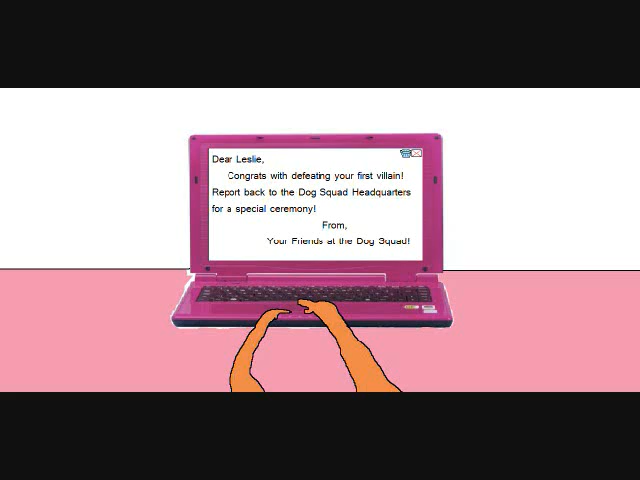 Dear Leslie,
Congrats with defeating your first villain!
Report back to the Dog Squad Headquarters
for a special ceremony!
From,
Your Friends at the Dog Squad!